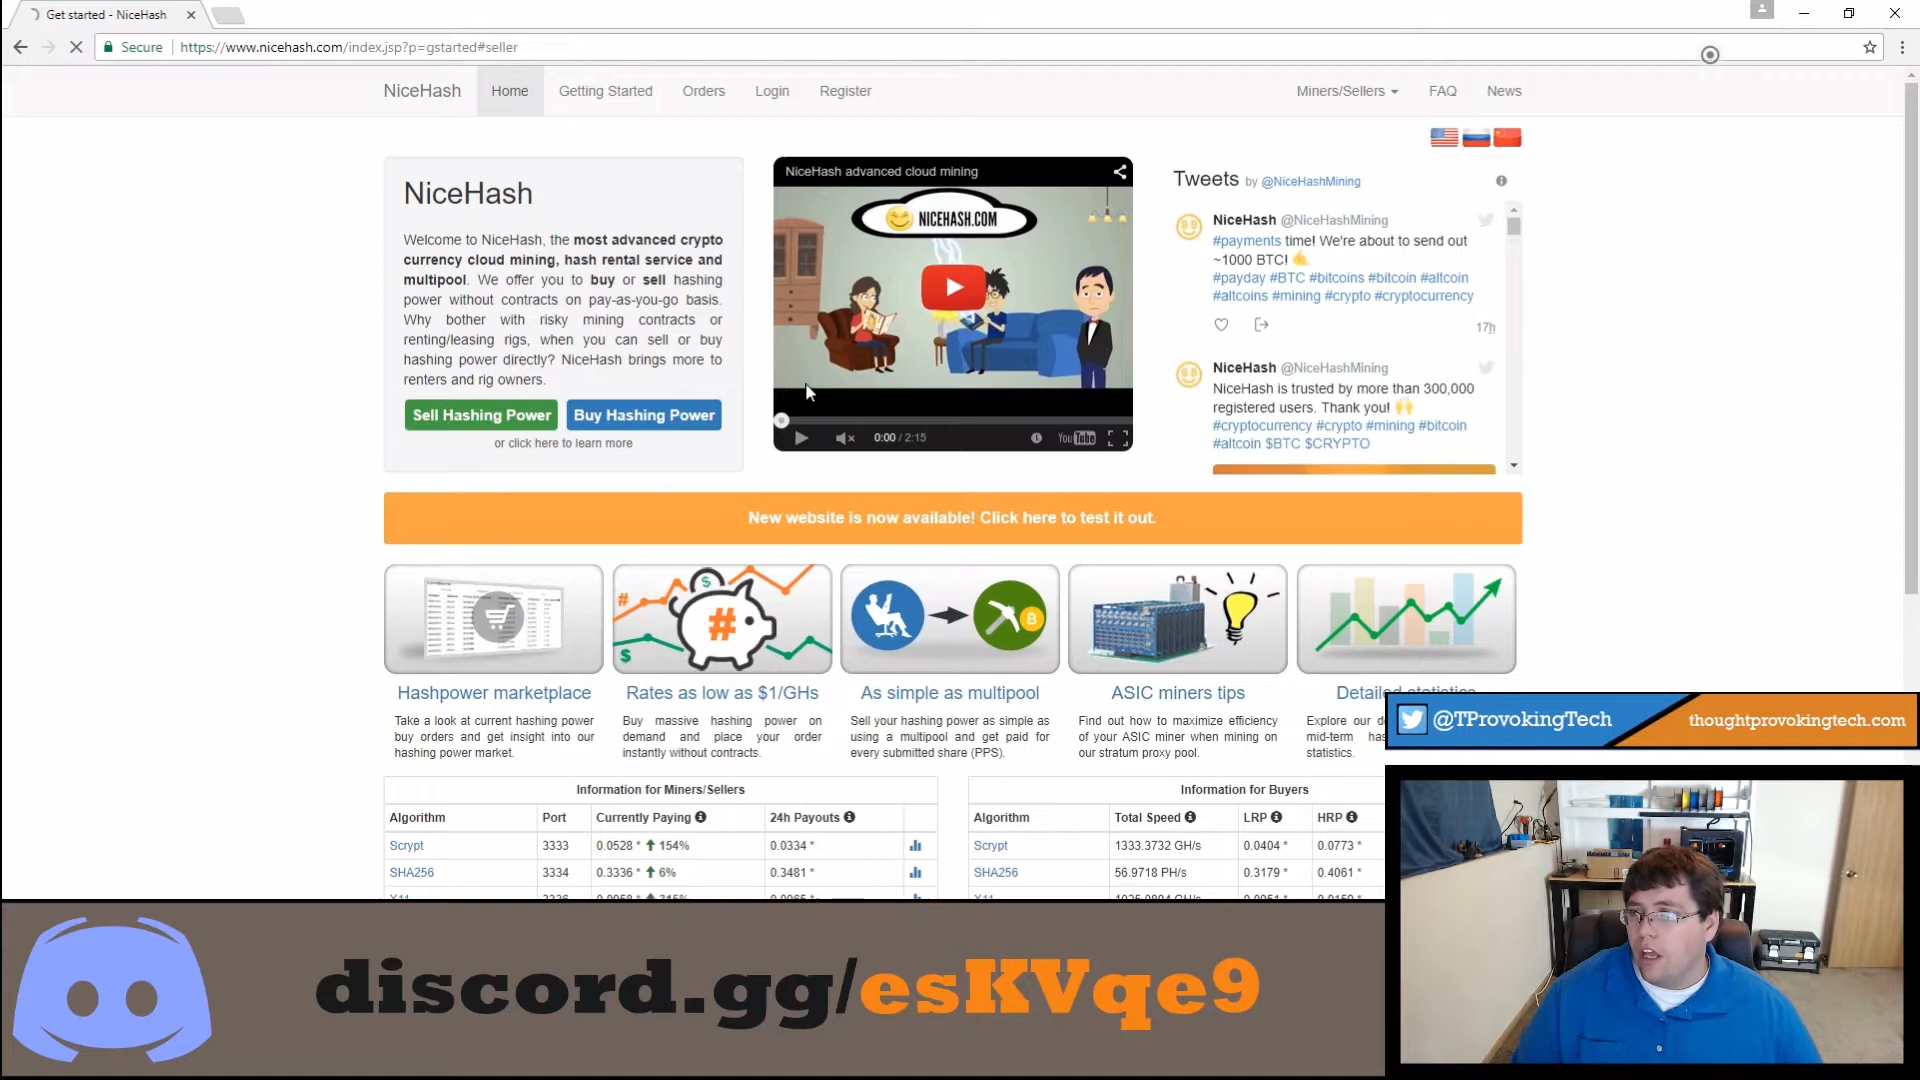 Get started - NiceHash
Secure https://www.nicehash.com/index.jsp?p=gstarted#seller
NiceHash Home Getting Started Orders Login Register Miners/Sellers FAQ News
NiceHash
Welcome to NiceHash, the most advanced crypto
currency cloud mining, hash rental service and
multipool. We offer you to buy or sell hashing
power without contracts on pay-as-you-go basis.
Why bother with risky mining contracts or
renting/leasing rigs, when you can sell or buy
hashing power directly? NiceHash brings more to
renters and rig owners.
Sell Hashing Power Buy Hashing Power
or click here to learn more
NiceHash advanced cloud mining
NICEHASH.COM
0:00 / 2:15 YouTube
Tweets by @NiceHashMining
NiceHash @NiceHashMining
#payments time! We're about to send out
~1000 BTC!
#payday #BTC #bitcoins #bitcoin #altcoin
#altcoins #mining #crypto #cryptocurrency
17h
NiceHash @NiceHashMining
NiceHash is trusted by more than 300,000
registered users. Thank you!
#cryptocurrency #crypto #mining #bitcoin
#altcoin $BTC $CRYPTO
New website is now available! Click here to test it out.
Hashpower marketplace
Take a look at current hashing power
buy orders and get insight into our
hashing power market.
Rates as low as $1/GHs
Buy massive hashing power on
demand and place your order
instantly without contracts.
As simple as multipool
Sell your hashing power as simple as
using a multipool and get paid for
every submitted share (PPS).
ASIC miners tips
Find out how to maximize efficiency
of your ASIC miner when mining on
our stratum proxy pool.
Detailed statistics
Explore our
mid-term
statistics.
Information for Miners/Sellers
Algorithm Port Currently Paying 24h Payouts
Scrypt 3333 0.0528 * 154% 0.0334 *
SHA256 3334 0.3336 * 6% 0.3481 *
Information for Buyers
Algorithm Total Speed LRP HRP
Scrypt 1333.3732 GH/s 0.0404 * 0.0773 *
SHA256 56.9718 PH/s 0.3179 * 0.4061 *
@TProvokingTech thoughtprovokingtech.com
discord.gg/esKVqe9